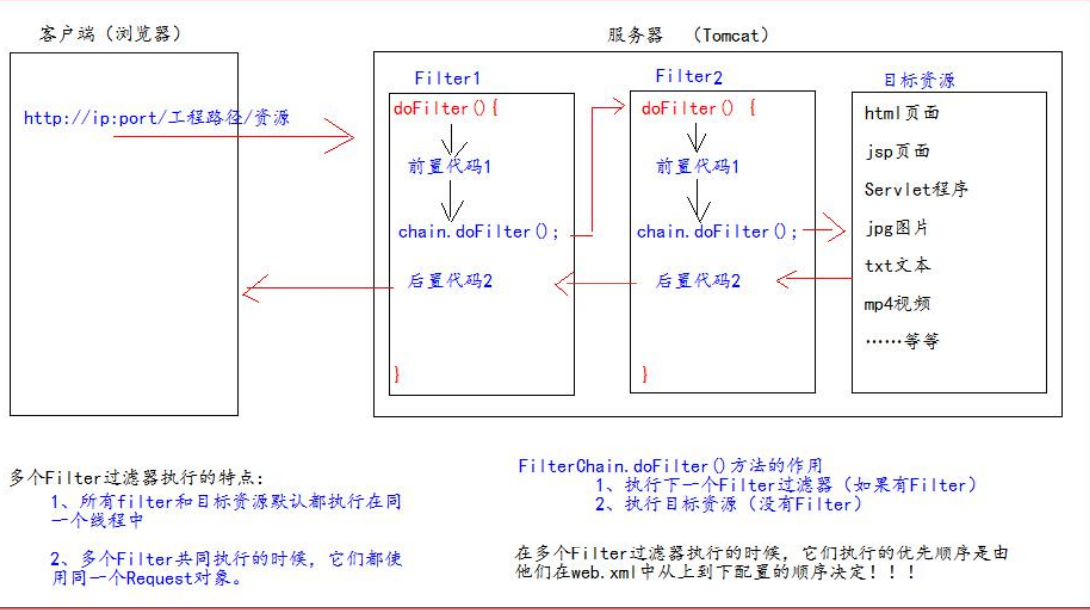 客户端（浏览器）
服务器 （Tomcat）
http://ip:port/工程路径/资源
Filter1
doFilter(){
前置代码1
chain.doFilter();
后置代码2
}
Filter2
doFilter() {
前置代码1
chain.doFilter();
后置代码2
}
目标资源
html页面
jsp页面
Servlet程序
jpg图片
txt文本
mp4视频
……等等
多个Filter过滤器执行的特点:
1、所有filter和目标资源默认都执行在同
一个线程中
2、多个Filter共同执行的时候，它们都使
用同一个Request对象。
FilterChain.doFilter()方法的作用
1、执行下一个Filter过滤器（如果有Filter）
2、执行目标资源（没有Filter）
在多个Filter过滤器执行的时候，它们执行的优先顺序是由
他们在web.xml中从上到下配置的顺序决定！！！